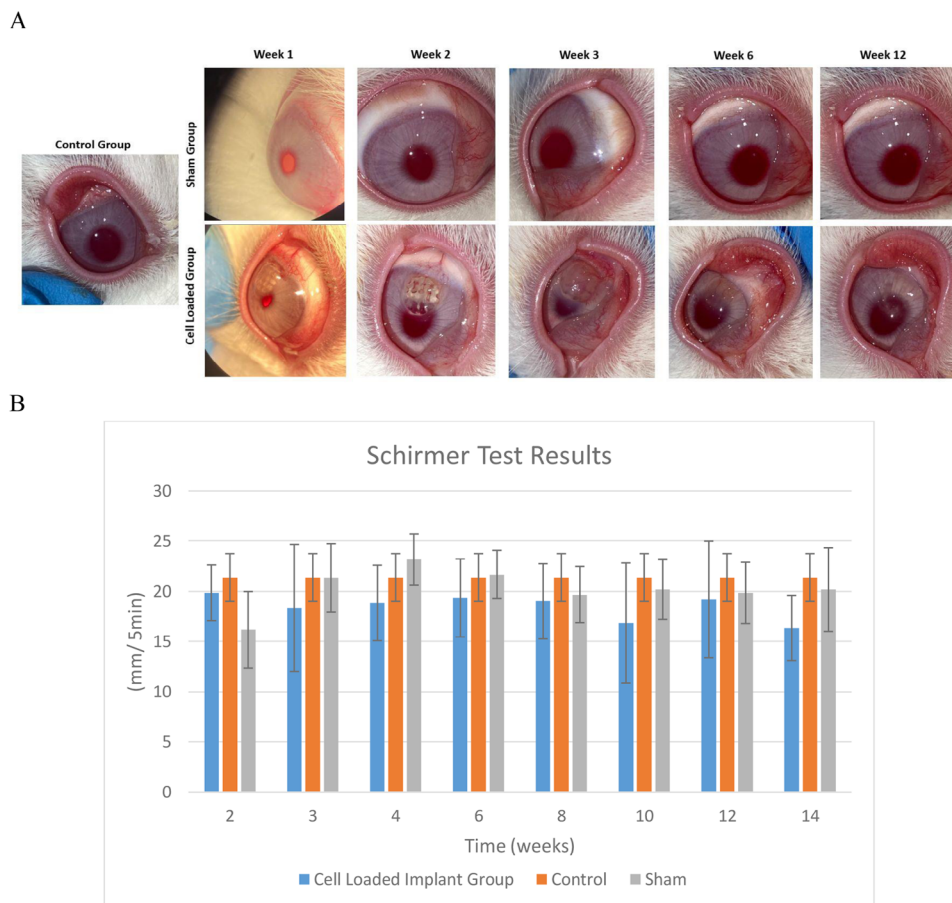 A
Week 1 Week 2 Week 3 Week 6 Week 12
Control Group
Sham Group
Cell Loaded Group
B
Schirmer Test Results
(mm/ 5min)
30
25
20
15
10
5
0
2 3 4 6 8 10 12 14
Time (weeks)
Cell Loaded Implant Group Control Sham